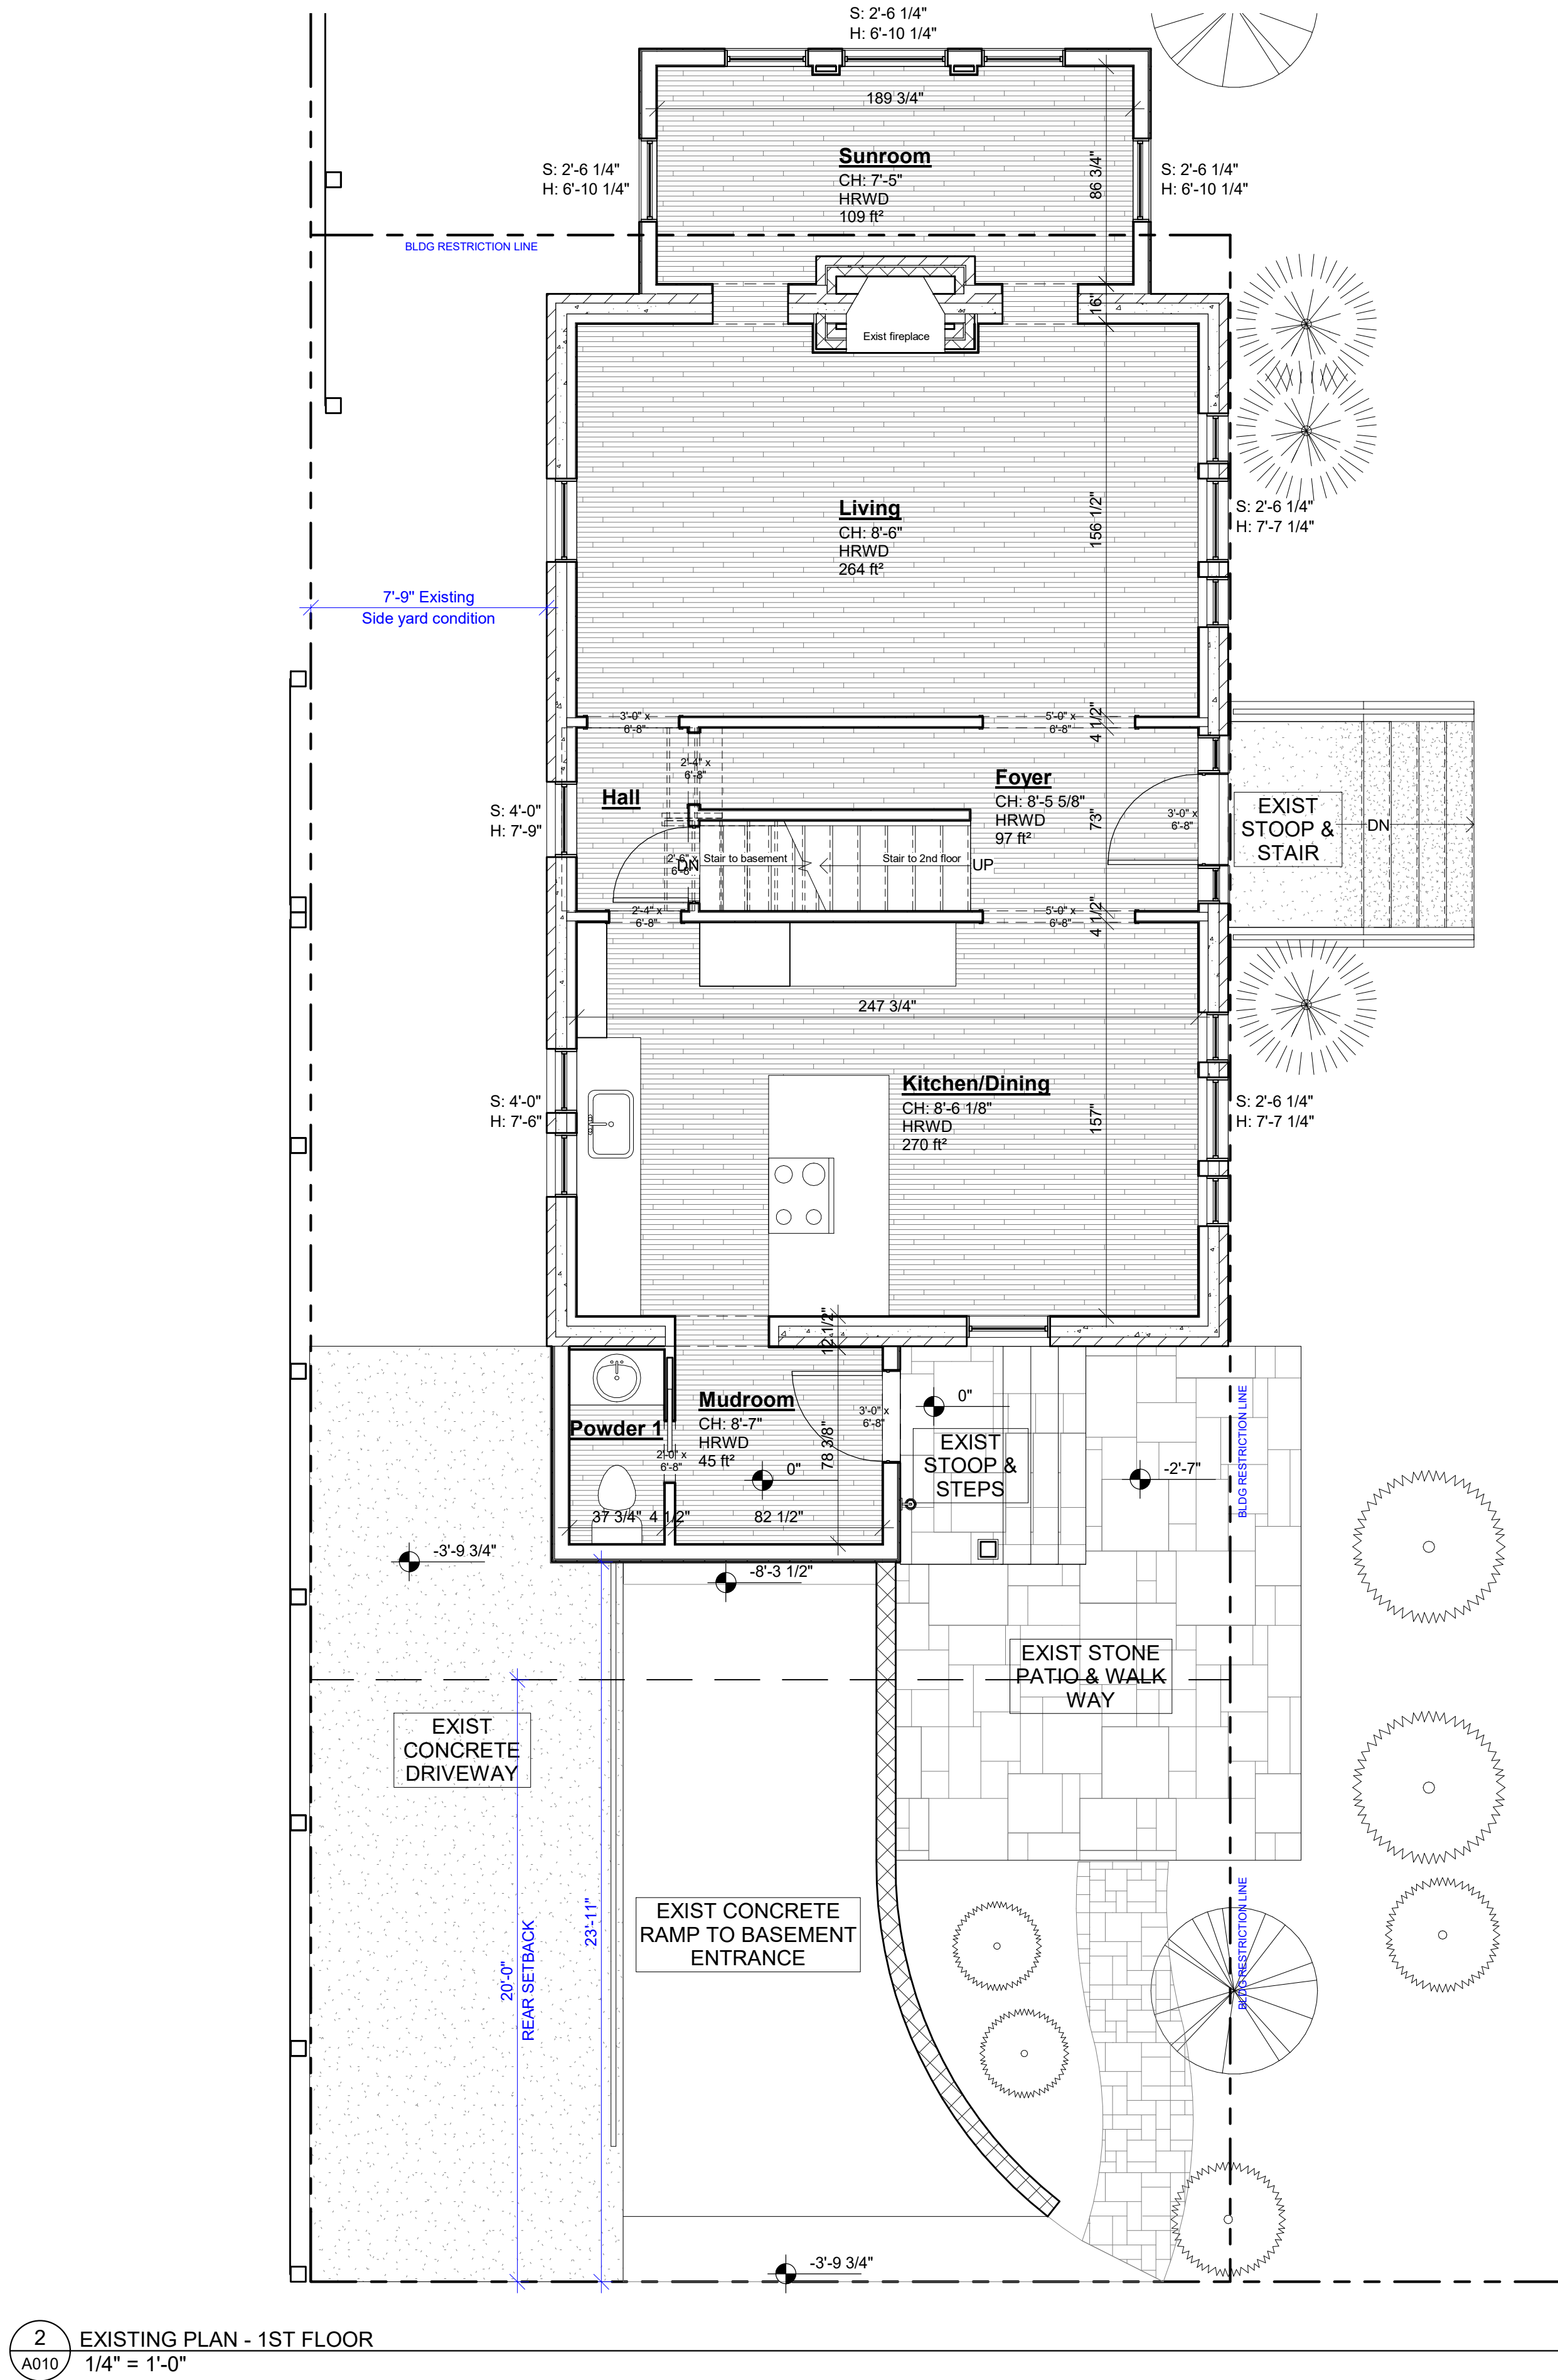 S: 2'-6 1/4"
H: 6'-10 1/4"
189 3/4"
Sunroom
CH: 7'-5"
HRWD
109 ft²
86 3/4"
S: 2'-6 1/4"
H: 6'-10 1/4"
S: 2'-6 1/4"
H: 6'-10 1/4"
BLDG RESTRICTION LINE
16"
Exist fireplace
Living
CH: 8'-6"
HRWD
264 ft²
156 1/2"
S: 2'-6 1/4"
H: 7'-7 1/4"
7'-9" Existing
Side yard condition
3'-0" x
6'-8"
5'-0" x
6'-8"
4 1/2"
2'-4" x
6'-8"
Hall
Foyer
CH: 8'-5 5/8"
HRWD
97 ft²
73"
3'-0" x
6'-8"
S: 4'-0"
H: 7'-9"
EXIST
STOOP &
STAIR
DN
2'-6" x
6'-8"
DN
Stair to basement
Stair to 2nd floor
UP
2'-4" x
6'-8"
5'-0" x
6'-8"
4 1/2"
247 3/4"
Kitchen/Dining
CH: 8'-6 1/8"
HRWD
270 ft²
157"
S: 4'-0"
H: 7'-6"
S: 2'-6 1/4"
H: 7'-7 1/4"
12 1/2"
Powder 1
Mudroom
CH: 8'-7"
HRWD
45 ft²
0"
78 3/8"
3'-0" x
6'-8"
2'-0" x
6'-8"
37 3/4"
4 1/2"
82 1/2"
0"
EXIST
STOOP &
STEPS
-2'-7"
BLDG RESTRICTION LINE
-3'-9 3/4"
-8'-3 1/2"
EXIST STONE
PATIO & WALK
WAY
EXIST
CONCRETE
DRIVEWAY
20'-0"
REAR SETBACK
23'-11"
EXIST CONCRETE
RAMP TO BASEMENT
ENTRANCE
BLDG RESTRICTION LINE
-3'-9 3/4"
2
A010
EXISTING PLAN - 1ST FLOOR
1/4" = 1'-0"